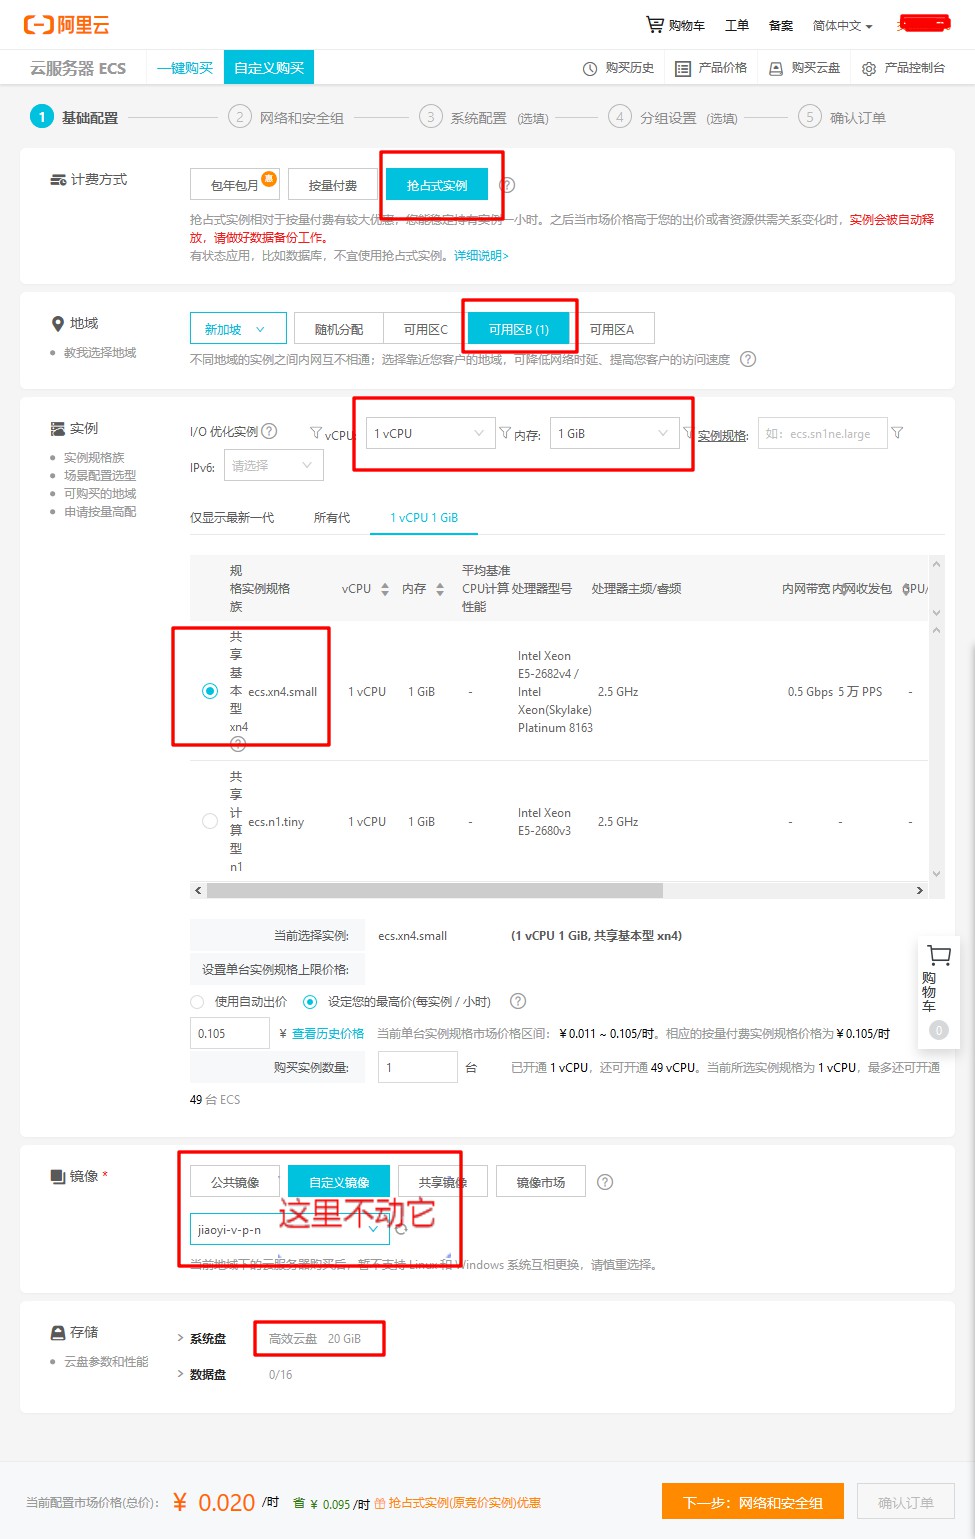 阿里云
购物车 工单 备案 简体中文
云服务器 ECS 一键购买 自定义购买 购买历史 产品价格 购买云盘 产品控制台
1 基础配置 2 网络和安全组 3 系统配置 (选填) 4 分组设置 (选填) 5 确认订单
计费方式 包年包月 惠 按量付费 抢占式实例 ?
抢占式实例相对于按量付费有较大优惠，您能稳定持有实例一小时。之后当市场价格高于您的出价或者资源供需关系变化时，实例会被自动释
放，请做好数据备份工作。
有状态应用，比如数据库，不宜使用抢占式实例。详细说明>
地域 新加坡 随机分配 可用区C 可用区B (1) 可用区A
教我选择地域
不同地域的实例之间内网互不相通；选择靠近您客户的地域，可降低网络时延、提高您客户的访问速度 ?
实例 I/O 优化实例 ? vCPU: 1 vCPU 内存: 1 GiB 实例规格: 如：ecs.sn1ne.large
实例规格族
场景配置选型
可购买的地域
申请按量高配
IPv6: 请选择
仅显示最新一代 所有代 1 vCPU 1 GiB
规格族 实例规格 vCPU 内存 平均基准CPU计算性能 处理器型号 处理器主频/睿频 内网带宽 内网收发包 GPU/
共享基本型 xn4 ? ecs.xn4.small 1 vCPU 1 GiB - Intel Xeon E5-2682v4 / Intel Xeon(Skylake) Platinum 8163 2.5 GHz 0.5 Gbps 5 万 PPS -
共享计算型 n1 ecs.n1.tiny 1 vCPU 1 GiB - Intel Xeon E5-2680v3 2.5 GHz - - -
当前选择实例: ecs.xn4.small (1 vCPU 1 GiB, 共享基本型 xn4)
设置单台实例规格上限价格:
使用自动出价 设定您的最高价(每实例 / 小时) ?
0.105 ¥ 查看历史价格 当前单台实例规格市场价格区间：¥ 0.011 ~ 0.105/时。相应的按量付费实例规格价格为 ¥ 0.105/时
购买实例数量: 1 台 已开通 1 vCPU，还可开通 49 vCPU。当前所选实例规格为 1 vCPU，最多还可开通
49 台 ECS
购物车
0
镜像 * 公共镜像 自定义镜像 共享镜像 镜像市场 ?
这里不动它
jiaoyi-v-p-n
当前地域下的云服务器购买后，暂不支持 Linux 和 Windows 系统互相更换，请慎重选择。
存储 系统盘 高效云盘 20 GiB
云盘参数和性能
数据盘 0/16
当前配置市场价格(总价)： ¥ 0.020 /时 省 ¥ 0.095 /时 抢占式实例(原竞价实例)优惠 下一步：网络和安全组 确认订单